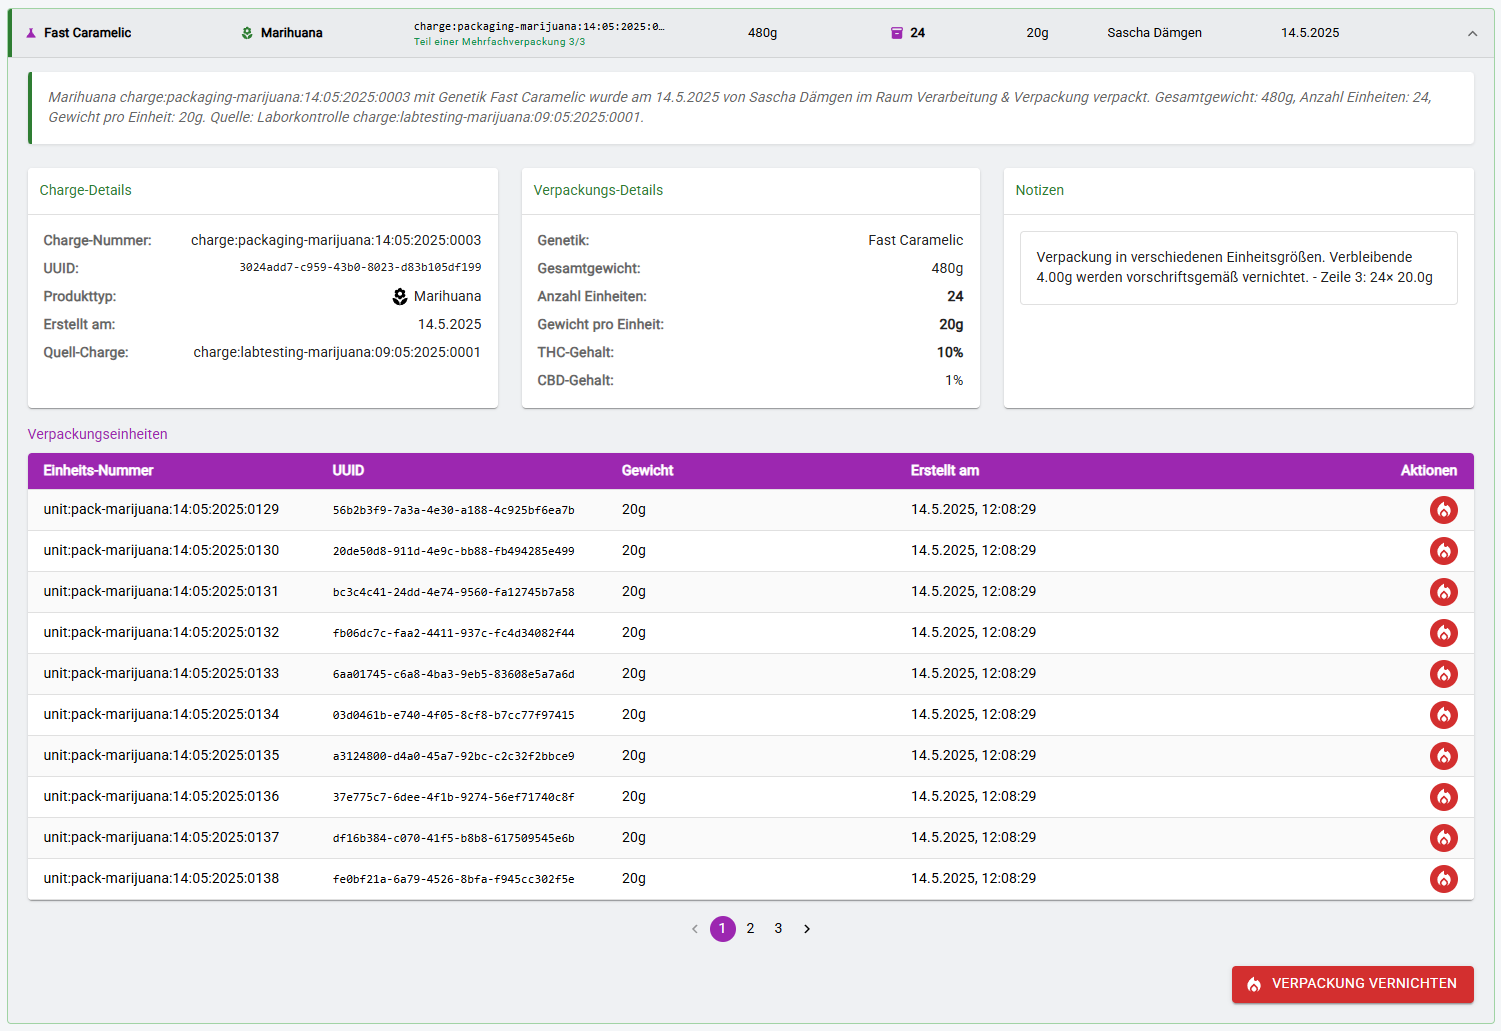 Fast Caramelic Marihuana charge:packaging-marijuana:14:05:2025:0… 480g 24 20g Sascha Dämgen 14.5.2025
Teil einer Mehrfachverpackung 3/3
Marihuana charge:packaging-marijuana:14:05:2025:0003 mit Genetik Fast Caramelic wurde am 14.5.2025 von Sascha Dämgen im Raum Verarbeitung & Verpackung verpackt. Gesamtgewicht: 480g, Anzahl Einheiten: 24,
Gewicht pro Einheit: 20g. Quelle: Laborkontrolle charge:labtesting-marijuana:09:05:2025:0001.
Charge-Details
Charge-Nummer: charge:packaging-marijuana:14:05:2025:0003
UUID: 3024add7-c959-43b0-8023-d83b105df199
Produkttyp: Marihuana
Erstellt am: 14.5.2025
Quell-Charge: charge:labtesting-marijuana:09:05:2025:0001
Verpackungs-Details
Genetik: Fast Caramelic
Gesamtgewicht: 480g
Anzahl Einheiten: 24
Gewicht pro Einheit: 20g
THC-Gehalt: 10%
CBD-Gehalt: 1%
Notizen
Verpackung in verschiedenen Einheitsgrößen. Verbleibende
4.00g werden vorschriftsgemäß vernichtet. - Zeile 3: 24× 20.0g
Verpackungseinheiten
Einheits-Nummer UUID Gewicht Erstellt am Aktionen
unit:pack-marijuana:14:05:2025:0129 56b2b3f9-7a3a-4e30-a188-4c925bf6ea7b 20g 14.5.2025, 12:08:29
unit:pack-marijuana:14:05:2025:0130 20de50d8-911d-4e9c-bb88-fb494285e499 20g 14.5.2025, 12:08:29
unit:pack-marijuana:14:05:2025:0131 bc3c4c41-24dd-4e74-9560-fa12745b7a58 20g 14.5.2025, 12:08:29
unit:pack-marijuana:14:05:2025:0132 fb06dc7c-faa2-4411-937c-fc4d34082f44 20g 14.5.2025, 12:08:29
unit:pack-marijuana:14:05:2025:0133 6aa01745-c6a8-4ba3-9eb5-83608e5a7a6d 20g 14.5.2025, 12:08:29
unit:pack-marijuana:14:05:2025:0134 03d0461b-e740-4f05-8cf8-b7cc77f97415 20g 14.5.2025, 12:08:29
unit:pack-marijuana:14:05:2025:0135 a3124800-d4a0-45a7-92bc-c2c32f2bbce9 20g 14.5.2025, 12:08:29
unit:pack-marijuana:14:05:2025:0136 37e775c7-6dee-4f1b-9274-56ef71740c8f 20g 14.5.2025, 12:08:29
unit:pack-marijuana:14:05:2025:0137 df16b384-c070-41f5-b8b8-617509545e6b 20g 14.5.2025, 12:08:29
unit:pack-marijuana:14:05:2025:0138 fe0bf21a-6a79-4526-8bfa-f945cc302f5e 20g 14.5.2025, 12:08:29
1 2 3
VERPACKUNG VERNICHTEN